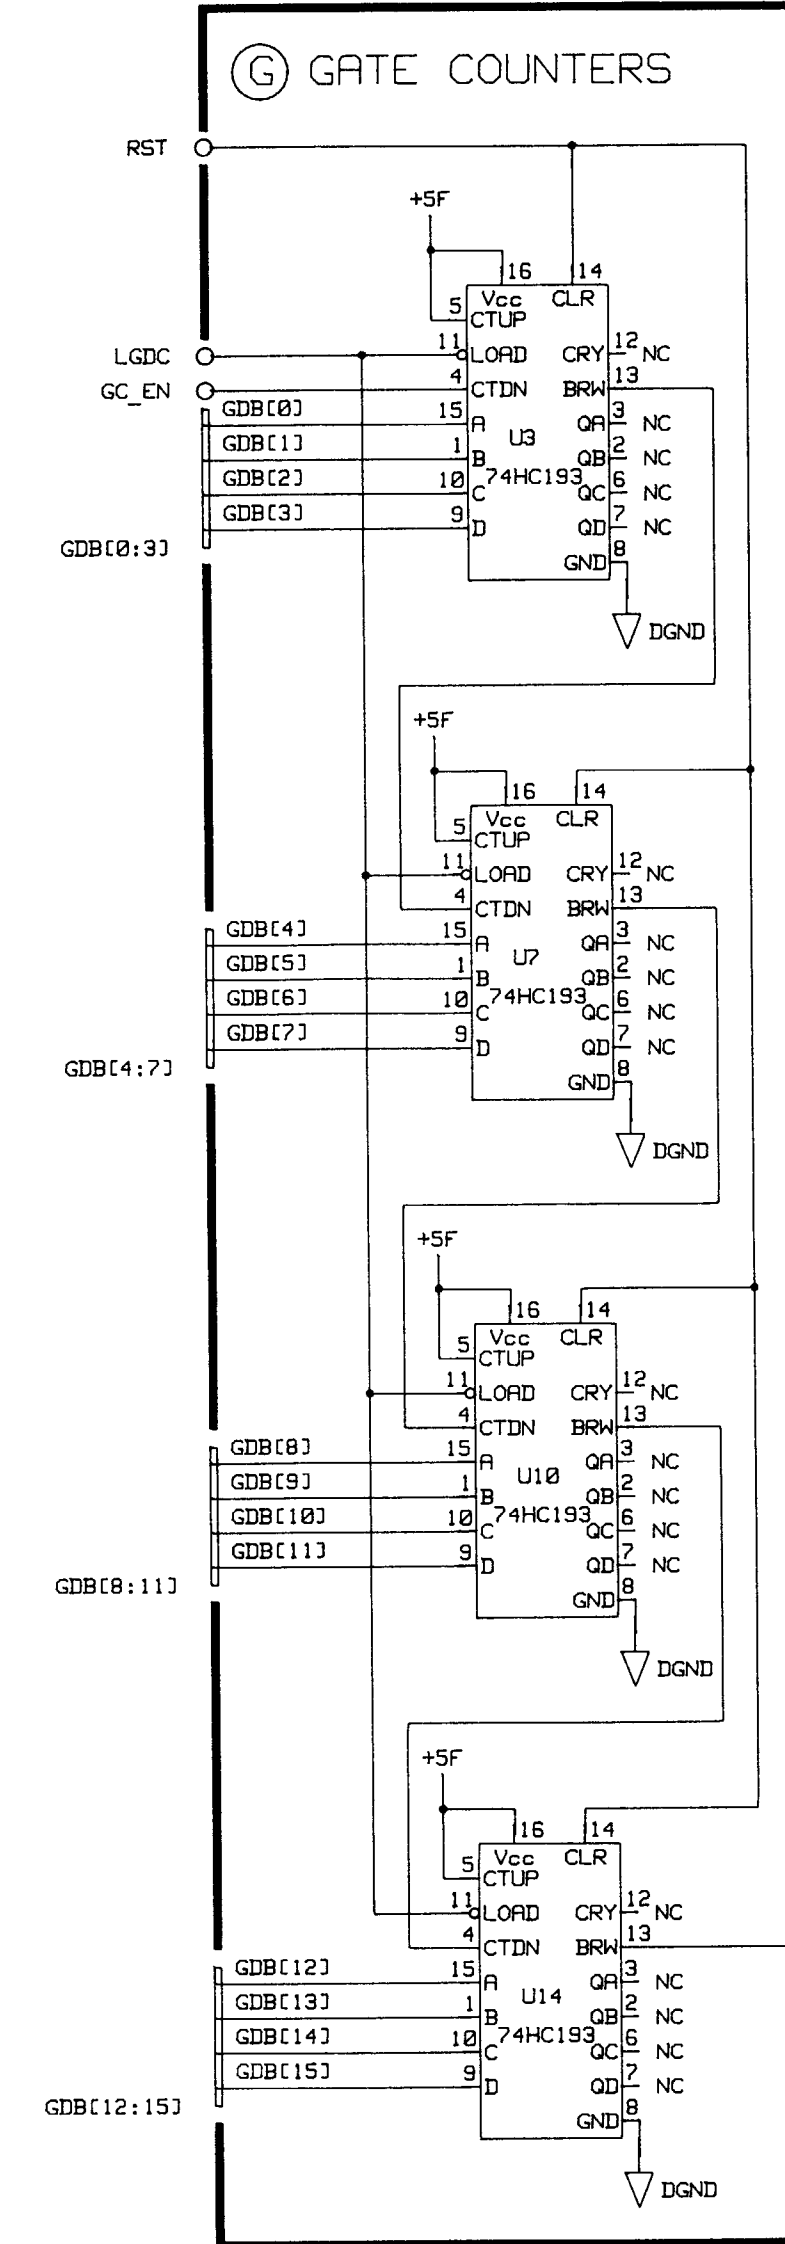 G GATE COUNTERS
RST
+5F
16 14
5 Vcc CLR
CTUP
LGDC 11 LOAD CRY 12 NC
GC_EN 4 CTDN BRW 13
GDB[0] 15 A QA 3 NC
GDB[1] 1 B U3 QB 2 NC
GDB[2] 10 C 74HC193 QC 6 NC
GDB[3] 9 D QD 7 NC
GDB[0:3]
GND 8
DGND
+5F
16 14
5 Vcc CLR
CTUP
11 LOAD CRY 12 NC
4 CTDN BRW 13
GDB[4] 15 A QA 3 NC
GDB[5] 1 B U7 QB 2 NC
GDB[6] 10 C 74HC193 QC 6 NC
GDB[7] 9 D QD 7 NC
GDB[4:7]
GND 8
DGND
+5F
16 14
5 Vcc CLR
CTUP
11 LOAD CRY 12 NC
4 CTDN BRW 13
GDB[8] 15 A QA 3 NC
GDB[9] 1 B U10 QB 2 NC
GDB[10] 10 C 74HC193 QC 6 NC
GDB[11] 9 D QD 7 NC
GDB[8:11]
GND 8
DGND
+5F
16 14
5 Vcc CLR
CTUP
11 LOAD CRY 12 NC
4 CTDN BRW 13
GDB[12] 15 A QA 3 NC
GDB[13] 1 B U14 QB 2 NC
GDB[14] 10 C 74HC193 QC 6 NC
GDB[15] 9 D QD 7 NC
GDB[12:15]
GND 8
DGND